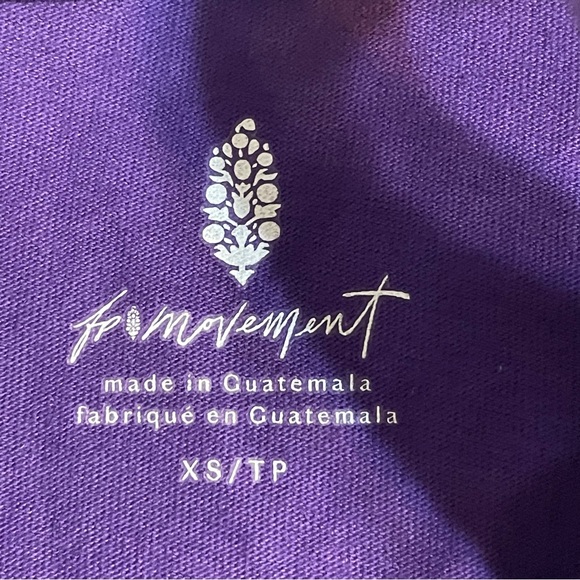 fp movement
made in Guatemala
fabriqué en Guatemala
XS/TP